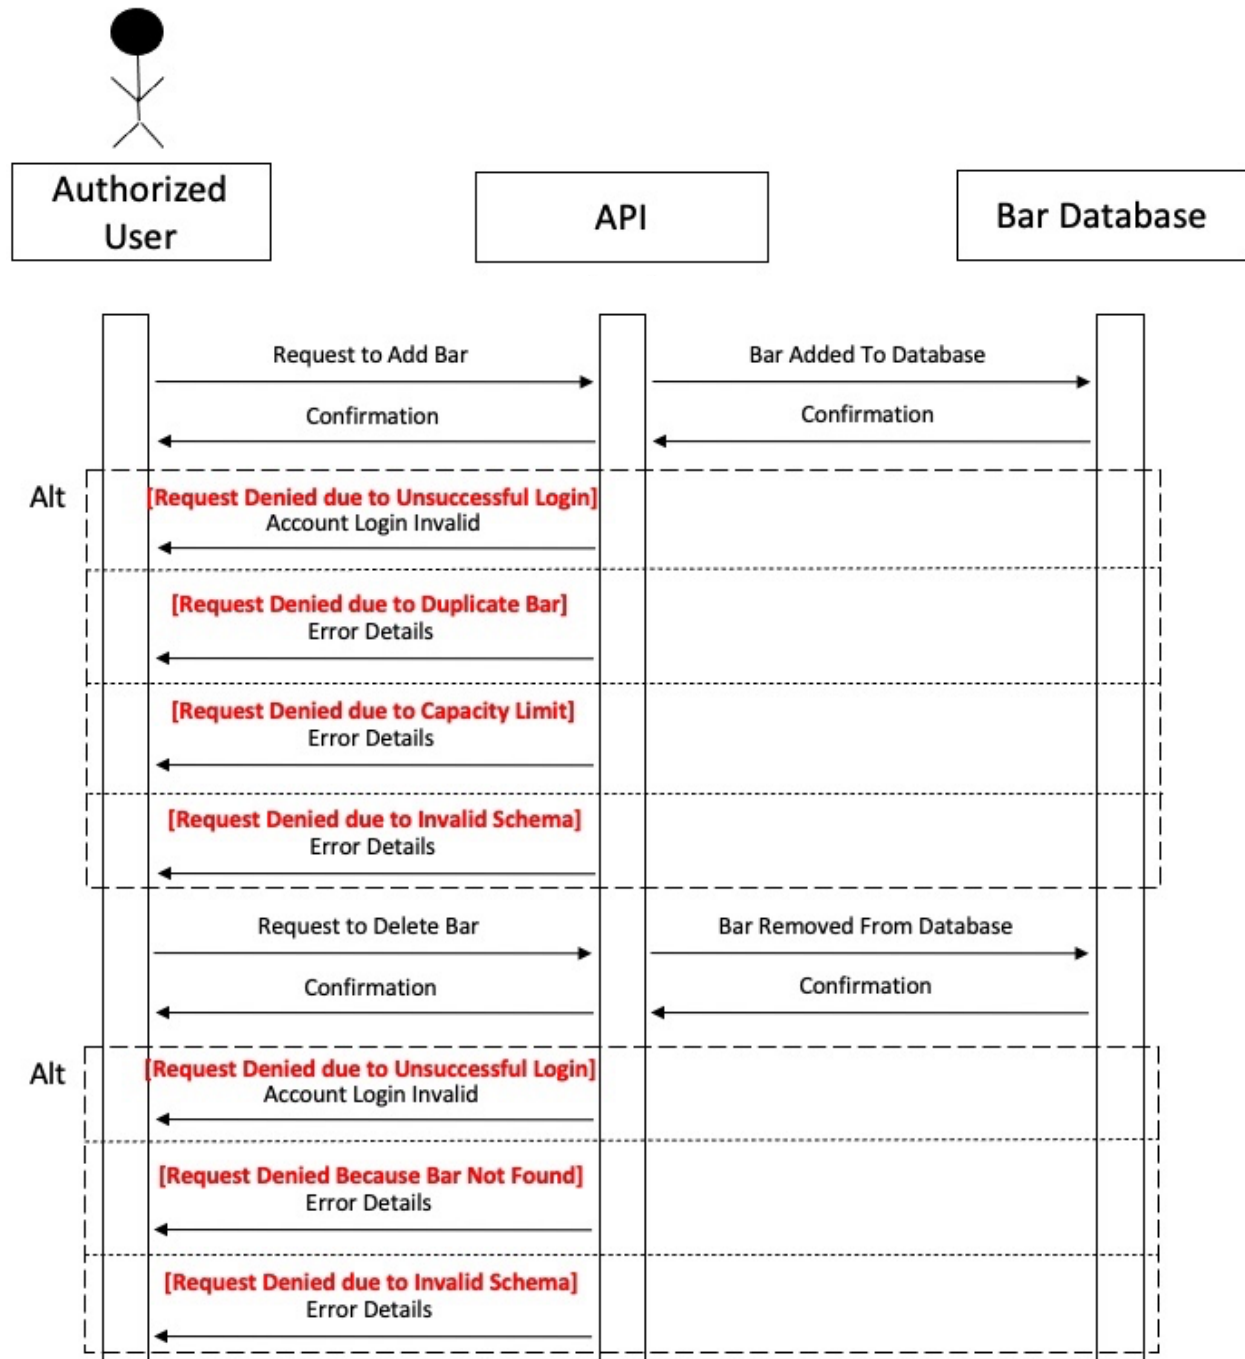 Authorized
User
API
Bar Database
Request to Add Bar
Bar Added To Database
Confirmation
Confirmation
Alt
[Request Denied due to Unsuccessful Login]
Account Login Invalid
[Request Denied due to Duplicate Bar]
Error Details
[Request Denied due to Capacity Limit]
Error Details
[Request Denied due to Invalid Schema]
Error Details
Request to Delete Bar
Bar Removed From Database
Confirmation
Confirmation
Alt
[Request Denied due to Unsuccessful Login]
Account Login Invalid
[Request Denied Because Bar Not Found]
Error Details
[Request Denied due to Invalid Schema]
Error Details